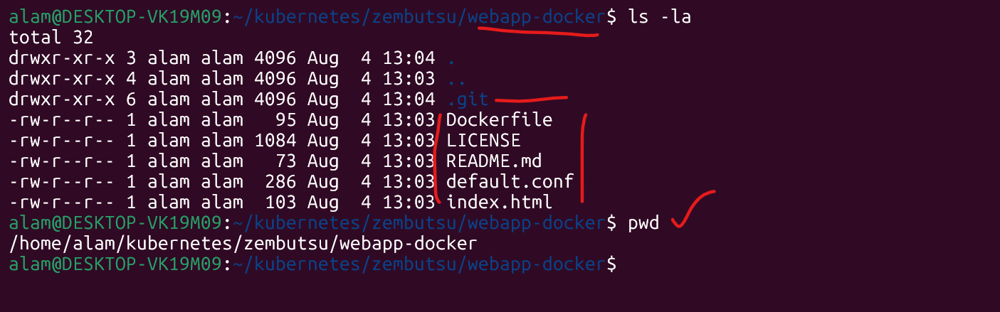 alam@DESKTOP-VK19M09:~/kubernetes/zembutsu/webapp-docker$ ls -la
total 32
drwxr-xr-x 3 alam alam 4096 Aug  4 13:04 .
drwxr-xr-x 4 alam alam 4096 Aug  4 13:03 ..
drwxr-xr-x 6 alam alam 4096 Aug  4 13:04 .git
-rw-r--r-- 1 alam alam   95 Aug  4 13:03 Dockerfile
-rw-r--r-- 1 alam alam 1084 Aug  4 13:03 LICENSE
-rw-r--r-- 1 alam alam   73 Aug  4 13:03 README.md
-rw-r--r-- 1 alam alam  286 Aug  4 13:03 default.conf
-rw-r--r-- 1 alam alam  103 Aug  4 13:03 index.html
alam@DESKTOP-VK19M09:~/kubernetes/zembutsu/webapp-docker$ pwd
/home/alam/kubernetes/zembutsu/webapp-docker
alam@DESKTOP-VK19M09:~/kubernetes/zembutsu/webapp-docker$